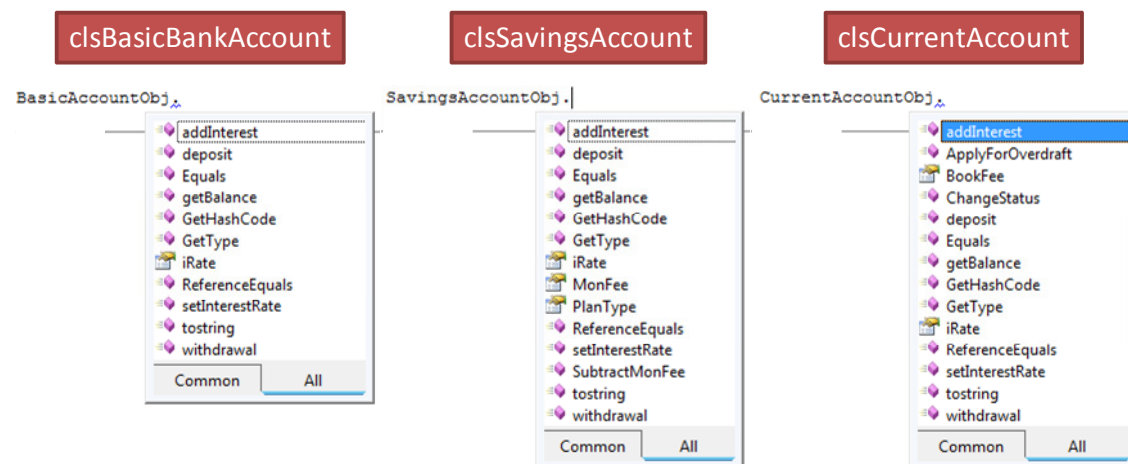 clsBasicBankAccount
BasicAccountObj.
addInterest
deposit
Equals
getBalance
GetHashCode
GetType
iRate
ReferenceEquals
setInterestRate
tostring
withdrawal
Common All
clsSavingsAccount
SavingsAccountObj.
addInterest
deposit
Equals
getBalance
GetHashCode
GetType
iRate
MonFee
PlanType
ReferenceEquals
setInterestRate
SubtractMonFee
tostring
withdrawal
Common All
clsCurrentAccount
CurrentAccountObj.
addInterest
ApplyForOverdraft
BookFee
ChangeStatus
deposit
Equals
getBalance
GetHashCode
GetType
iRate
ReferenceEquals
setInterestRate
tostring
withdrawal
Common All